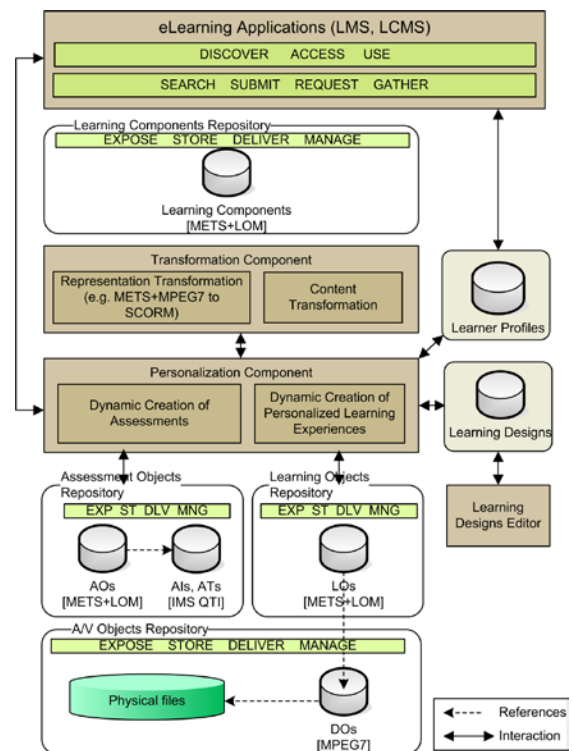 eLearning Applications (LMS, LCMS)
DISCOVER ACCESS USE
SEARCH SUBMIT REQUEST GATHER
Learning Components Repository
EXPOSE STORE DELIVER MANAGE
Learning Components
[METS+LOM]
Transformation Component
Representation Transformation
(e.g. METS+MPEG7 to
SCORM)
Content
Transformation
Learner Profiles
Personalization Component
Dynamic Creation of
Assessments
Dynamic Creation of
Personalized Learning
Experiences
Learning Designs
Assessment Objects
Repository
EXP ST DLV MNG
AOs
[METS+LOM]
AIs, ATs
[IMS QTI]
Learning Objects
Repository
EXP ST DLV MNG
LOs
[METS+LOM]
Learning
Designs Editor
A/V Objects Repository
EXPOSE STORE DELIVER MANAGE
Physical files
DOs
[MPEG7]
References
Interaction